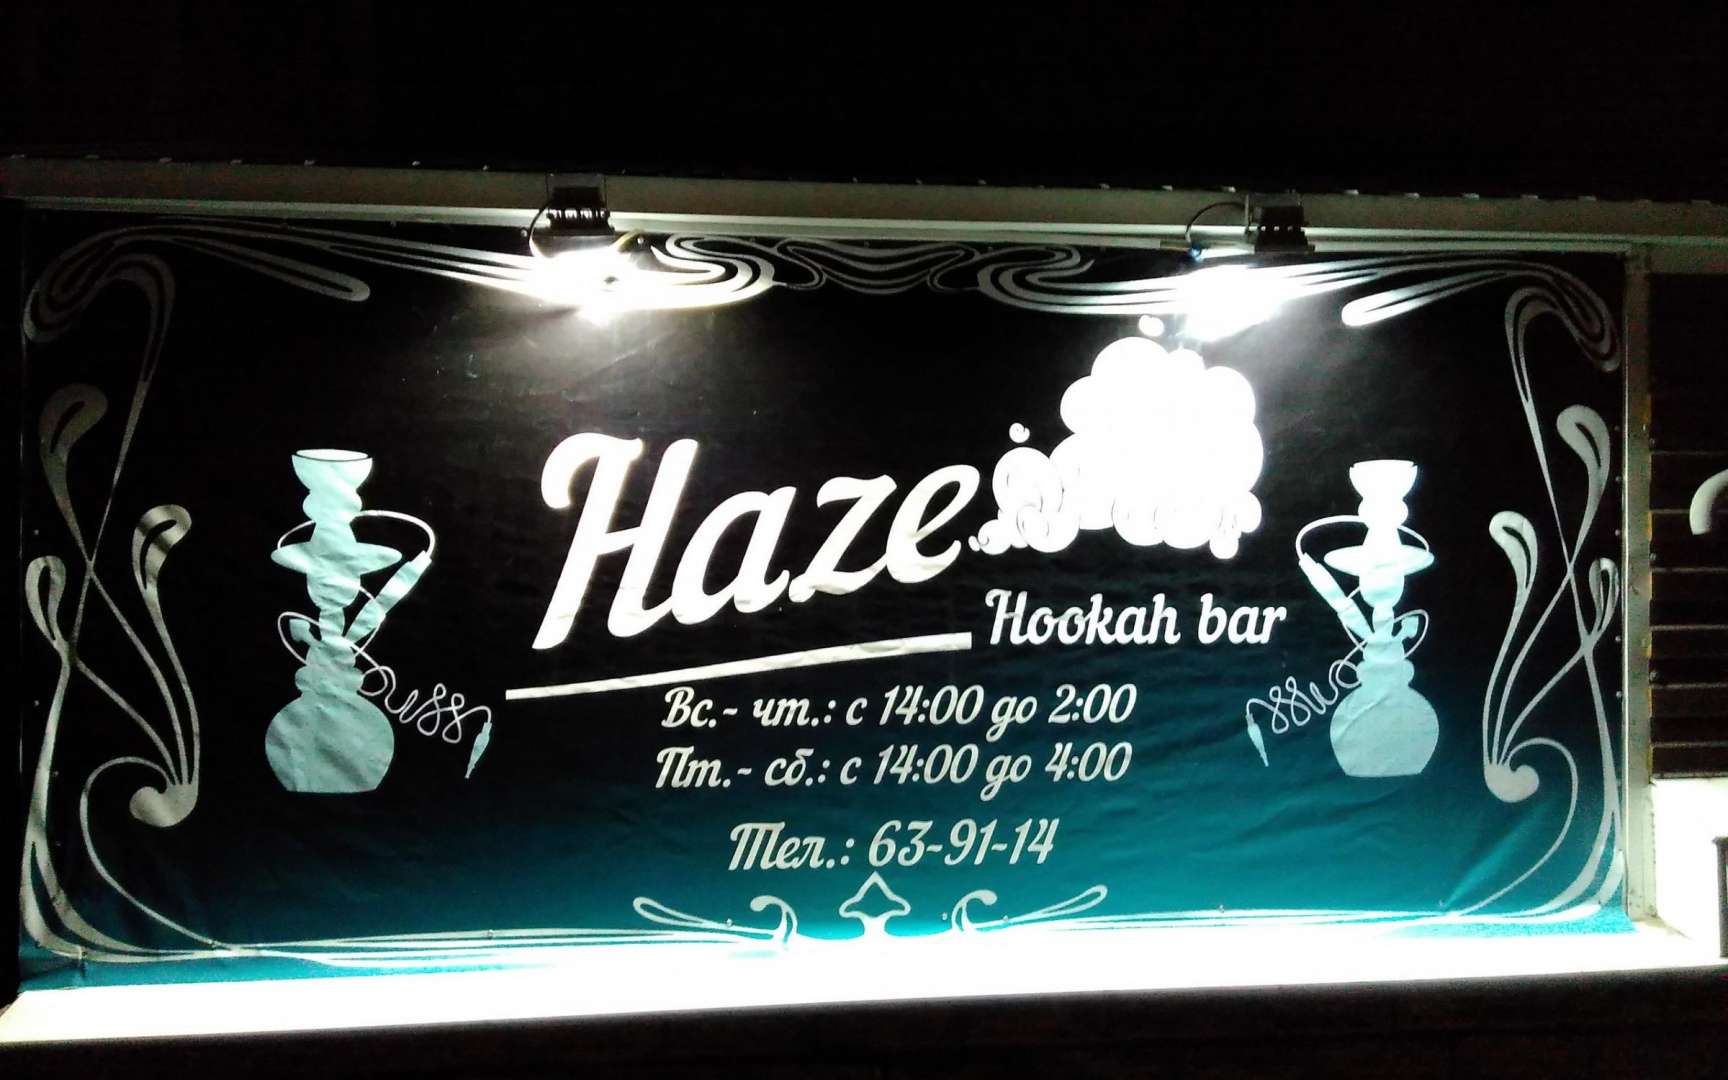 Haze
Hookah bar
Вс.- чт.: с 14:00 до 2:00
Пт.- сб.: с 14:00 до 4:00
Тел.: 63-91-14